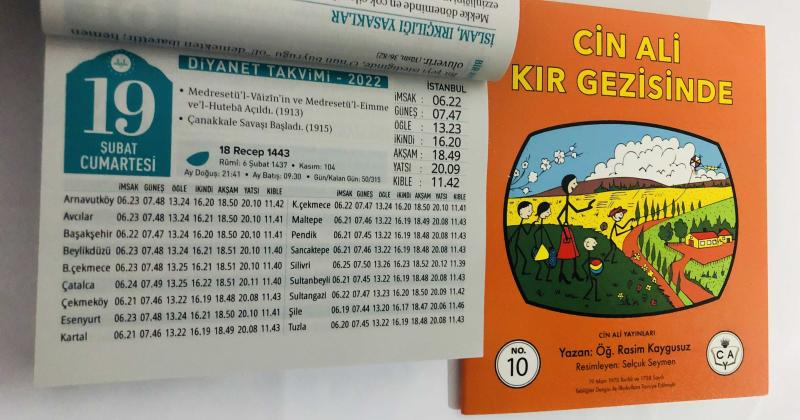 İSLAM, IRKÇILIĞI YASAKLAR
DİYANET TAKVİMİ - 2022
19
ŞUBAT
CUMARTESİ
• Medresetü'l-Vâizîn'in ve Medresetü'l-Eimme
ve'l-Hutebâ Açıldı. (1913)
• Çanakkale Savaşı Başladı. (1915)
18 Recep 1443
Rûmî: 6 Şubat 1437 • Kasım: 104
Ay Doğuş: 21:41 • Ay Batış: 09:30 • Gün/Kalan Gün: 50/315
İSTANBUL
İMSAK : 06.22
GÜNEŞ : 07.47
ÖĞLE : 13.23
İKİNDİ : 16.20
AKŞAM : 18.49
YATSI : 20.09
KIBLE : 11.42
İMSAK GÜNEŞ ÖĞLE İKİNDİ AKŞAM YATSI KIBLE
Arnavutköy 06.23 07.48 13.24 16.20 18.50 20.10 11.42
Avcılar 06.23 07.48 13.24 16.21 18.50 20.10 11.41
Başakşehir 06.22 07.47 13.24 16.20 18.50 20.10 11.41
Beylikdüzü 06.23 07.48 13.24 16.21 18.51 20.10 11.40
B.çekmece 06.23 07.48 13.25 16.21 18.51 20.11 11.40
Çatalca 06.24 07.49 13.25 16.22 18.51 20.11 11.40
Çekmeköy 06.21 07.46 13.22 16.19 18.48 20.08 11.43
Esenyurt 06.23 07.48 13.24 16.21 18.50 20.10 11.41
Kartal 06.21 07.46 13.22 16.19 18.49 20.08 11.43
İMSAK GÜNEŞ ÖĞLE İKİNDİ AKŞAM YATSI KIBLE
K.çekmece 06.22 07.47 13.24 16.20 18.50 20.10 11.41
Maltepe 06.21 07.46 13.22 16.19 18.49 20.08 11.43
Pendik 06.21 07.45 13.22 16.19 18.48 20.08 11.43
Sancaktepe 06.21 07.45 13.22 16.19 18.48 20.08 11.43
Silivri 06.25 07.50 13.26 16.23 18.52 20.12 11.39
Sultanbeyli 06.21 07.45 13.22 16.19 18.48 20.08 11.43
Sultangazi 06.22 07.47 13.23 16.20 18.50 20.09 11.42
Şile 06.19 07.44 13.20 16.17 18.47 20.06 11.46
Tuzla 06.20 07.45 13.22 16.19 18.48 20.08 11.43
CİN ALİ
KIR GEZİSİNDE
CİN ALİ YAYINLARI
Yazan: Öğ. Rasim Kaygusuz
Resimleyen: Selçuk Seymen
NO.
10
C A
Y